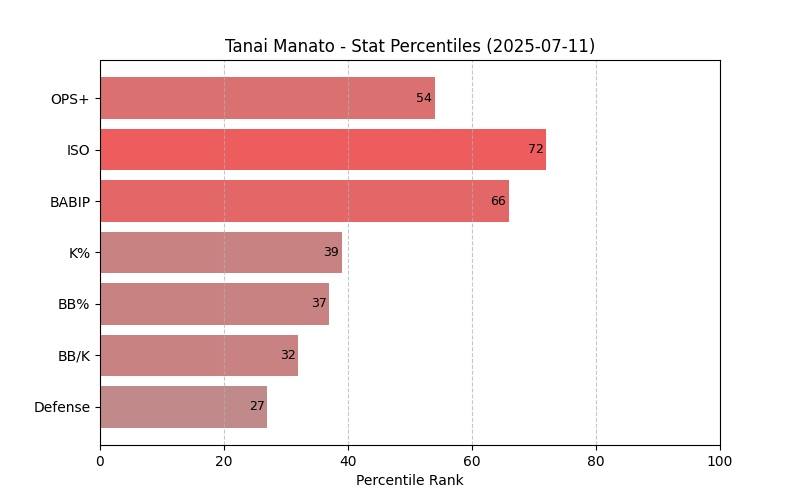 Tanai Manato - Stat Percentiles (2025-07-11)
OPS+ 54
ISO 72
BABIP 66
K% 39
BB% 37
BB/K 32
Defense 27
0 20 40 60 80 100
Percentile Rank